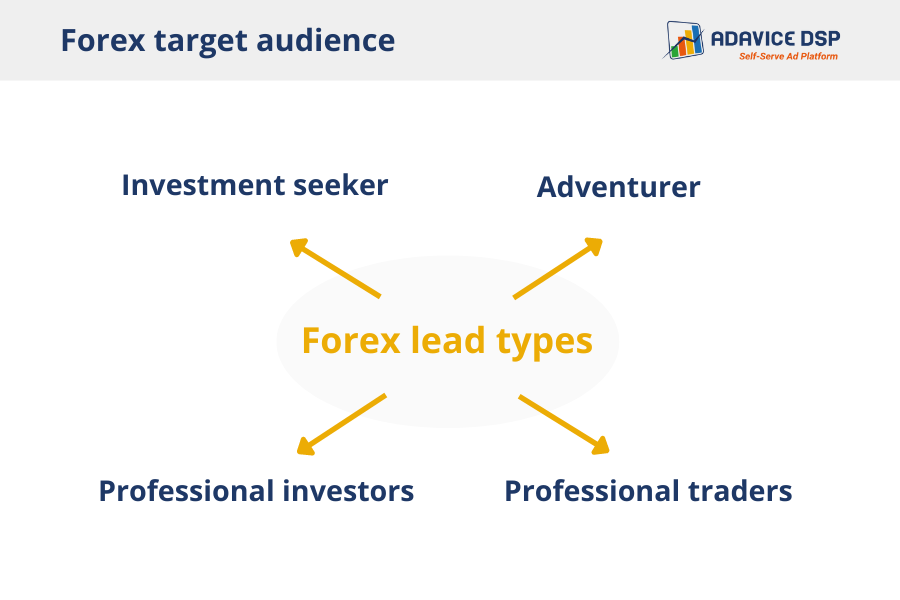 Forex target audience
ADAVICE DSP
Self-Serve Ad Platform
Investment seeker
Adventurer
Forex lead types
Professional investors
Professional traders